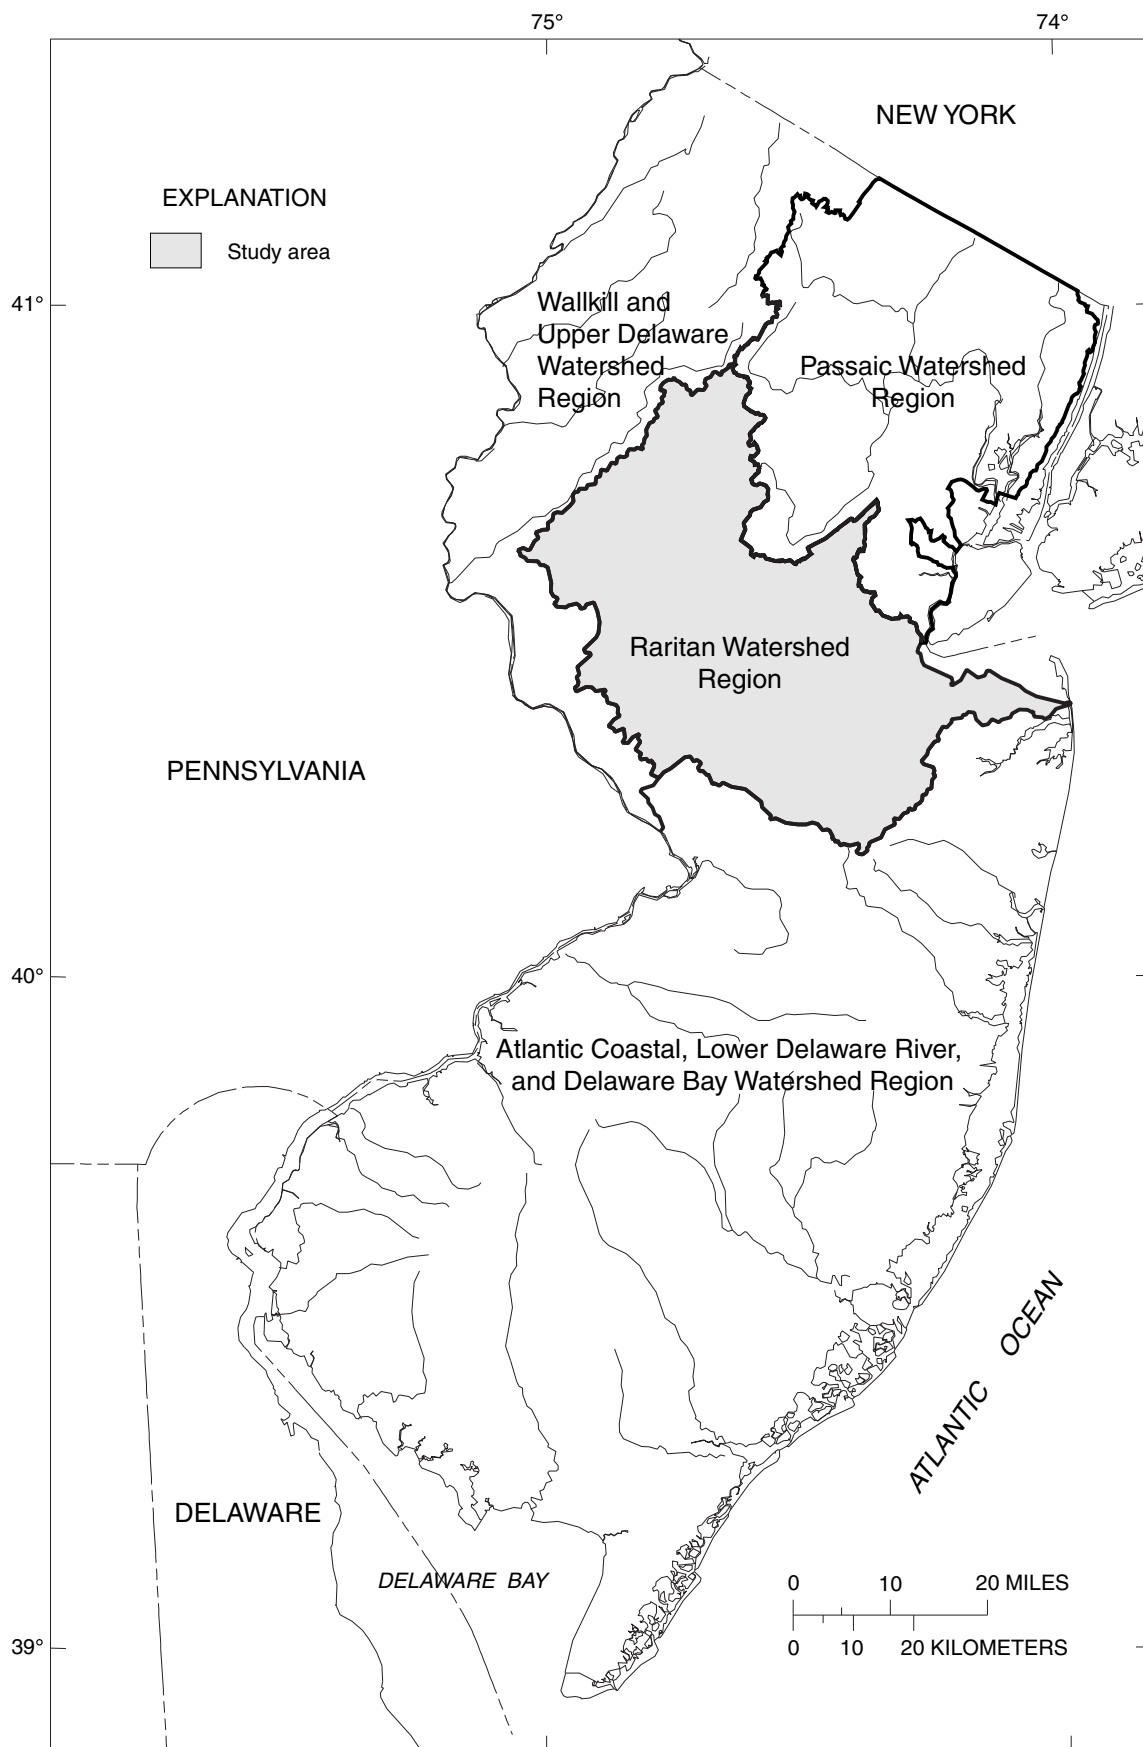 75° 74°
NEW YORK
EXPLANATION
Study area
41°
Wallkill and
Upper Delaware
Watershed
Region
Passaic Watershed
Region
Raritan Watershed
Region
PENNSYLVANIA
40°
Atlantic Coastal, Lower Delaware River,
and Delaware Bay Watershed Region
ATLANTIC OCEAN
DELAWARE
DELAWARE BAY
0 10 20 MILES
0 10 20 KILOMETERS
39°